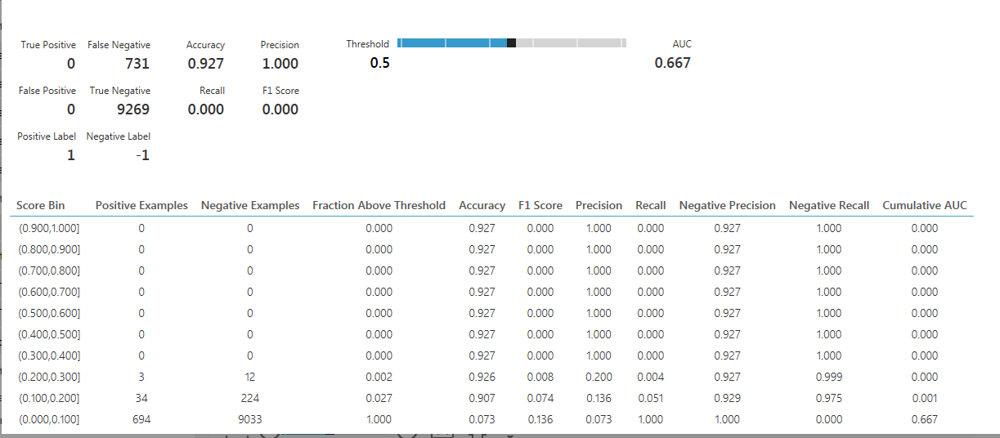 True Positive False Negative Accuracy Precision Threshold AUC
0 731 0.927 1.000 0.5 0.667
False Positive True Negative Recall F1 Score
0 9269 0.000 0.000
Positive Label Negative Label
1 -1
Score Bin Positive Examples Negative Examples Fraction Above Threshold Accuracy F1 Score Precision Recall Negative Precision Negative Recall Cumulative AUC
(0.900,1.000] 0 0 0.000 0.927 0.000 1.000 0.000 0.927 1.000 0.000
(0.800,0.900] 0 0 0.000 0.927 0.000 1.000 0.000 0.927 1.000 0.000
(0.700,0.800] 0 0 0.000 0.927 0.000 1.000 0.000 0.927 1.000 0.000
(0.600,0.700] 0 0 0.000 0.927 0.000 1.000 0.000 0.927 1.000 0.000
(0.500,0.600] 0 0 0.000 0.927 0.000 1.000 0.000 0.927 1.000 0.000
(0.400,0.500] 0 0 0.000 0.927 0.000 1.000 0.000 0.927 1.000 0.000
(0.300,0.400] 0 0 0.000 0.927 0.000 1.000 0.000 0.927 1.000 0.000
(0.200,0.300] 3 12 0.002 0.926 0.008 0.200 0.004 0.927 0.999 0.000
(0.100,0.200] 34 224 0.027 0.907 0.074 0.136 0.051 0.929 0.975 0.001
(0.000,0.100] 694 9033 1.000 0.073 0.136 0.073 1.000 1.000 0.000 0.667